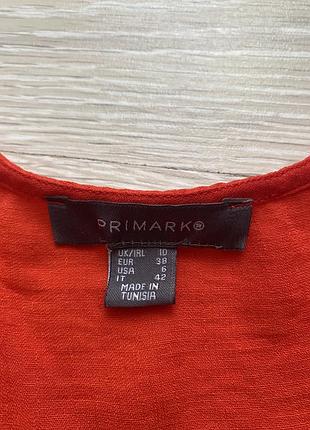 PRIMARK®
UK/IRL 10
EUR 38
USA 6
IT 42
MADE IN
TUNISIA